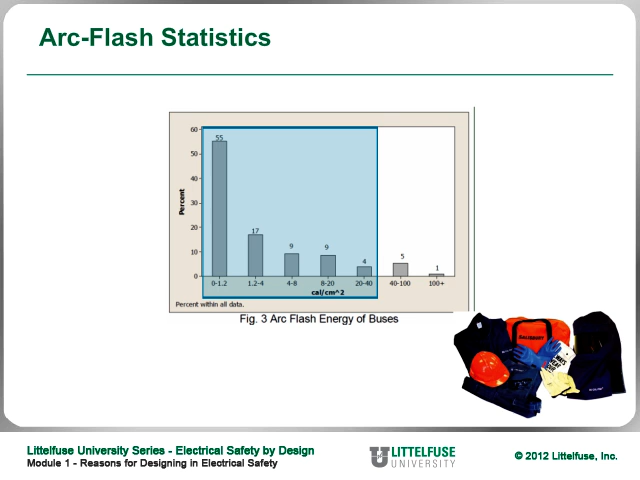 Arc-Flash Statistics
60
50
40
30
20
10
0
Percent
55
17
9
9
4
5
1
0-1.2 1.2-4 4-8 8-20 20-40 40-100 100+
cal/cm^2
Percent within all data.
Fig. 3 Arc Flash Energy of Buses
SALISBURY
Littelfuse University Series - Electrical Safety by Design
Module 1 - Reasons for Designing in Electrical Safety
LITTELFUSE
UNIVERSITY
© 2012 Littelfuse, Inc.